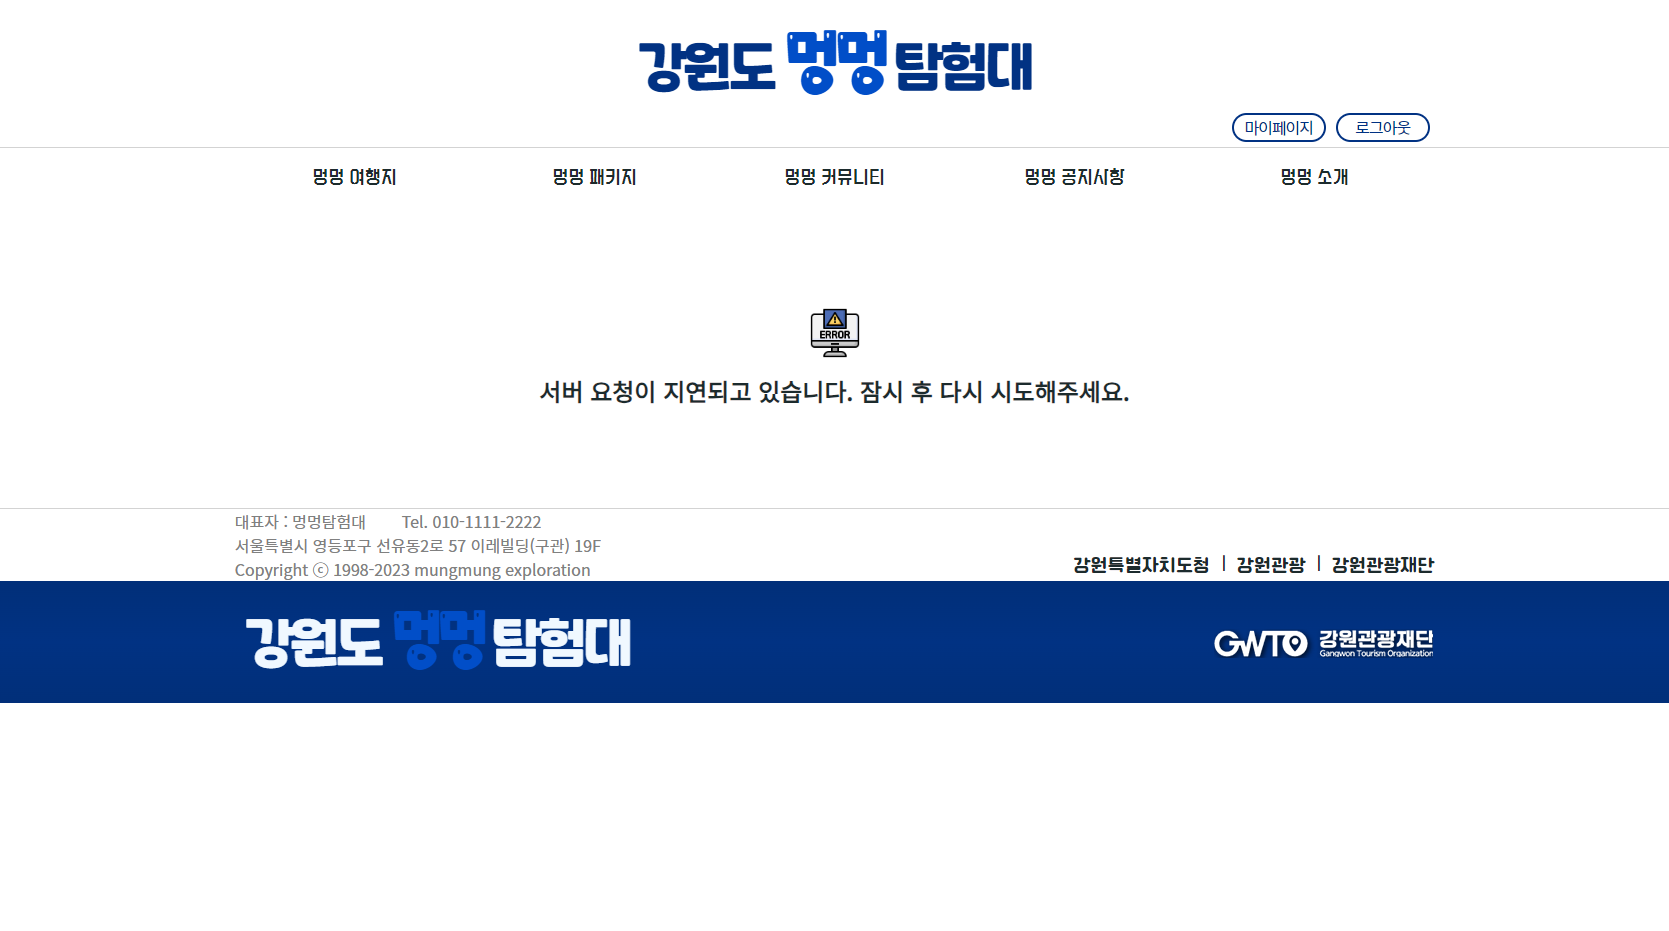 강원도 멍멍 탐험대
마이페이지 로그아웃
멍멍 여행지 멍멍 패키지 멍멍 커뮤니티 멍멍 공지사항 멍멍 소개
ERROR
서버 요청이 지연되고 있습니다. 잠시 후 다시 시도해주세요.
대표자 : 멍멍탐험대 Tel. 010-1111-2222
서울특별시 영등포구 선유동2로 57 이레빌딩(구관) 19F
Copyright ⓒ 1998-2023 mungmung exploration
강원특별자치도청 | 강원관광 | 강원관광재단
강원도 멍멍 탐험대
GWTO 강원관광재단
Gangwon Tourism Organization